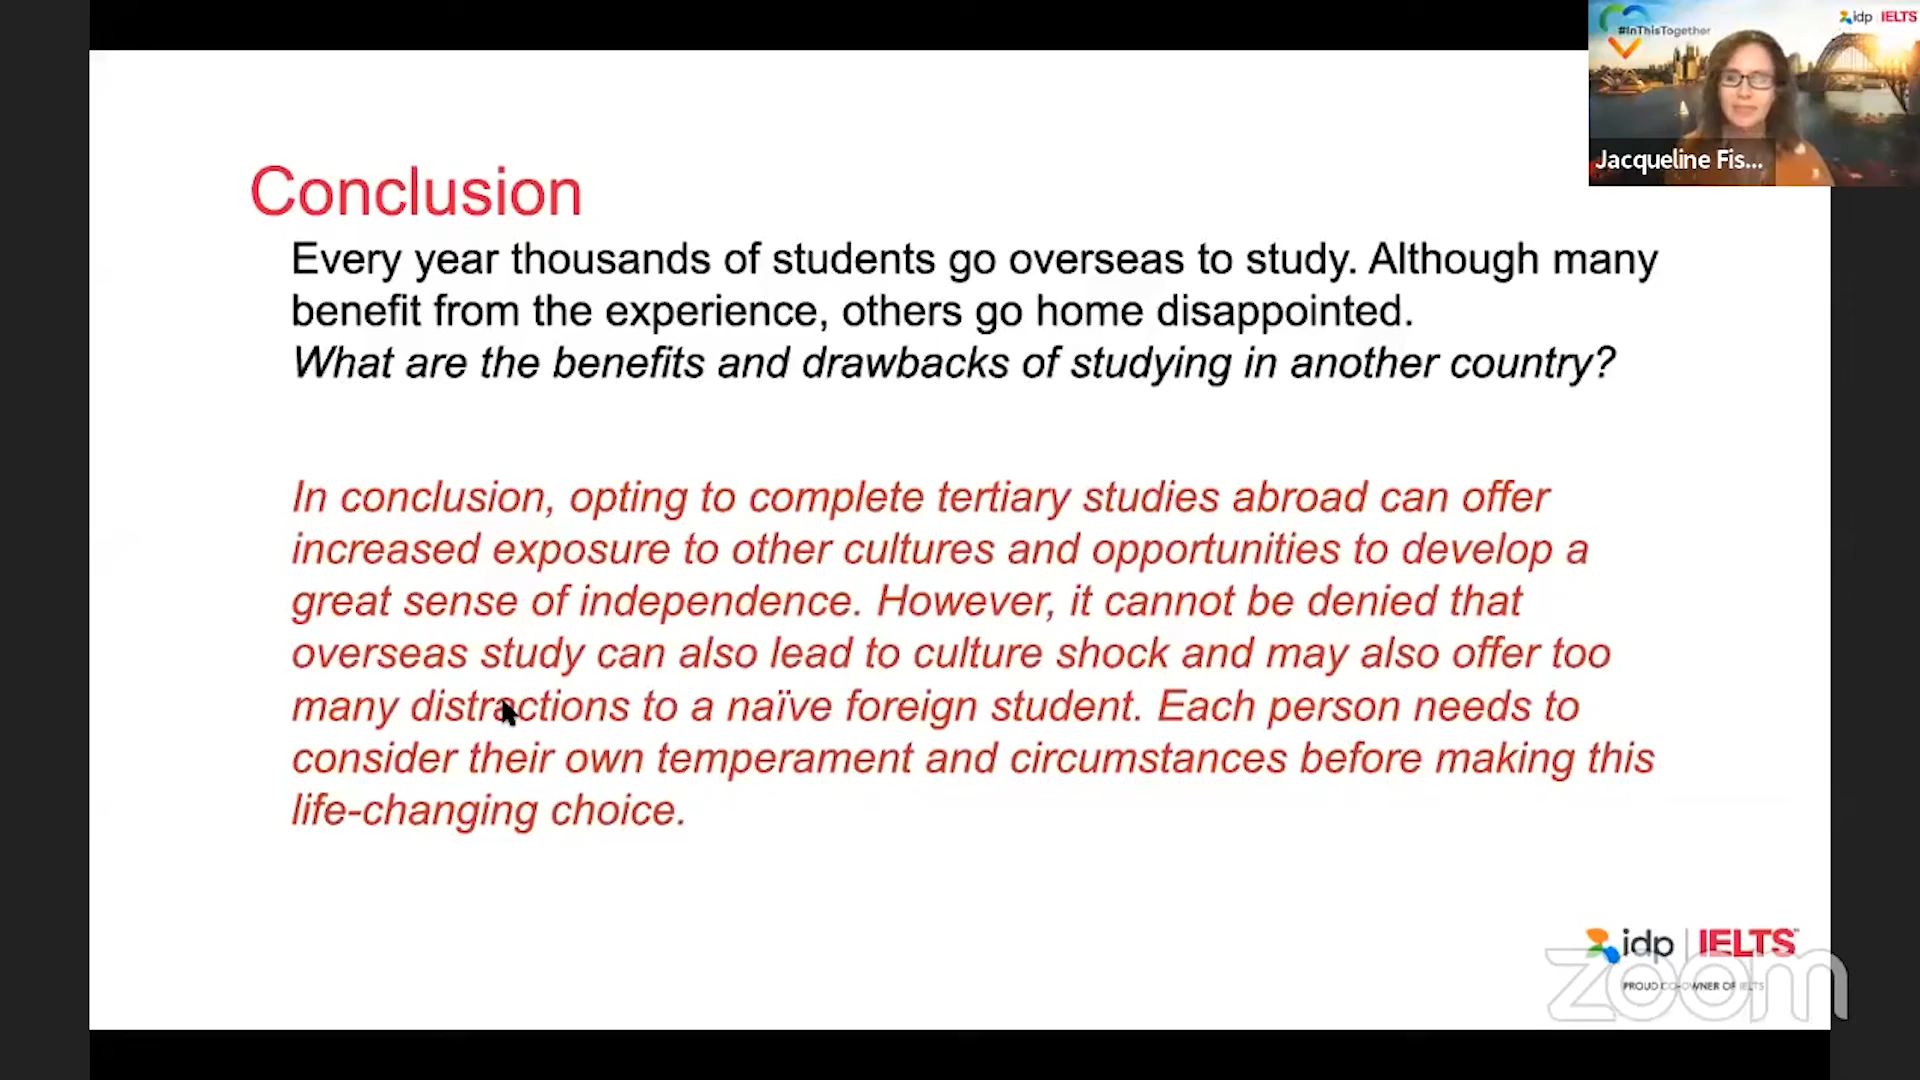 #InThisTogether
idp | IELTS
Jacqueline Fis...
Conclusion
Every year thousands of students go overseas to study. Although many
benefit from the experience, others go home disappointed.
What are the benefits and drawbacks of studying in another country?
In conclusion, opting to complete tertiary studies abroad can offer
increased exposure to other cultures and opportunities to develop a
great sense of independence. However, it cannot be denied that
overseas study can also lead to culture shock and may also offer too
many distractions to a naïve foreign student. Each person needs to
consider their own temperament and circumstances before making this
life-changing choice.
idp | IELTS™
zoom
PROUD CO-OWNER OF IELTS